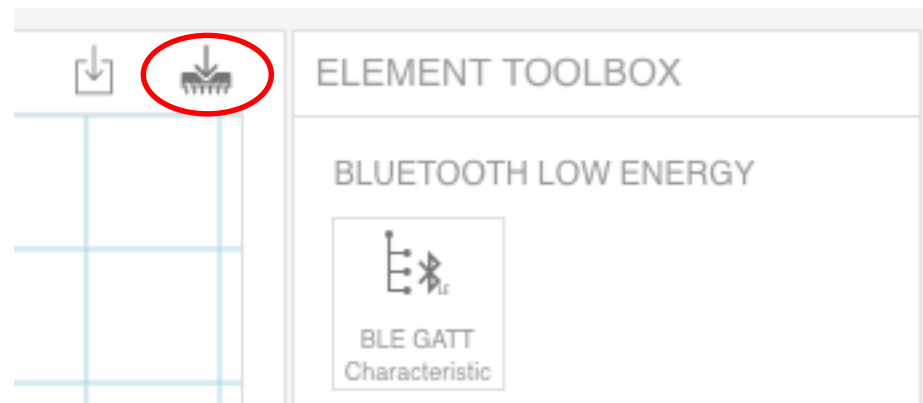 ELEMENT TOOLBOX
BLUETOOTH LOW ENERGY
BLE GATT
Characteristic